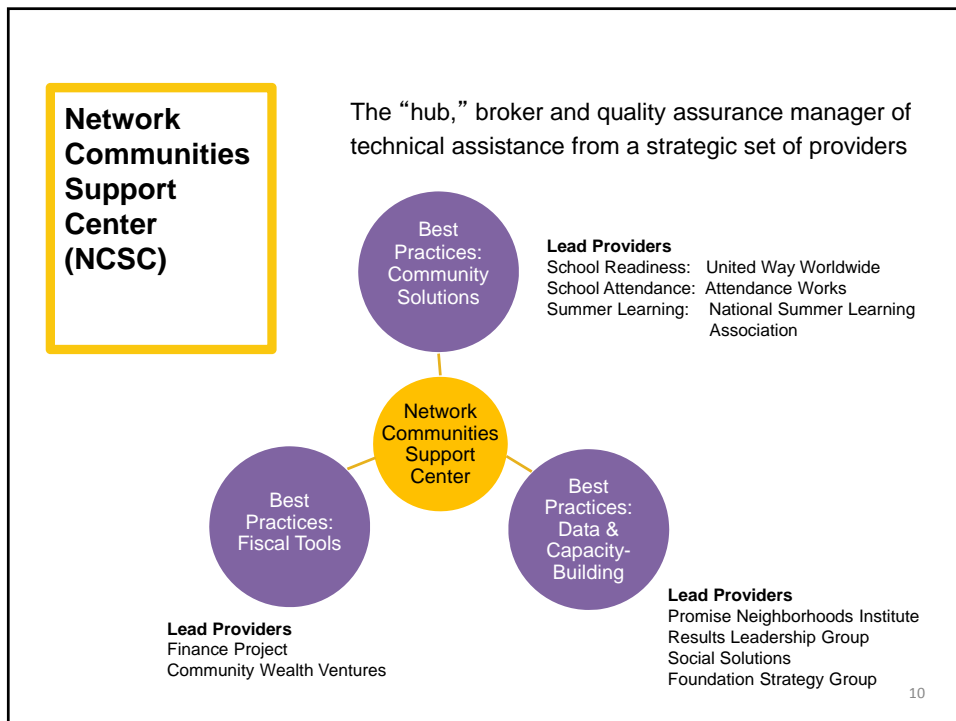 Network
Communities
Support
Center
(NCSC)
The “hub,” broker and quality assurance manager of
technical assistance from a strategic set of providers
Best
Practices:
Community
Solutions
Lead Providers
School Readiness: United Way Worldwide
School Attendance: Attendance Works
Summer Learning: National Summer Learning
Association
Network
Communities
Support
Center
Best
Practices:
Fiscal Tools
Best
Practices:
Data &
Capacity-
Building
Lead Providers
Finance Project
Community Wealth Ventures
Lead Providers
Promise Neighborhoods Institute
Results Leadership Group
Social Solutions
Foundation Strategy Group
10